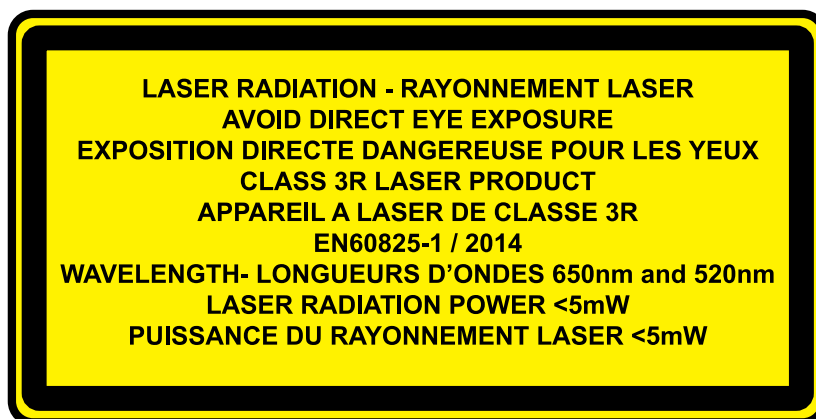 LASER RADIATION - RAYONNEMENT LASER
AVOID DIRECT EYE EXPOSURE
EXPOSITION DIRECTE DANGEREUSE POUR LES YEUX
CLASS 3R LASER PRODUCT
APPAREIL A LASER DE CLASSE 3R
EN60825-1 / 2014
WAVELENGTH- LONGUEURS D’ONDES 650nm and 520nm
LASER RADIATION POWER <5mW
PUISSANCE DU RAYONNEMENT LASER <5mW